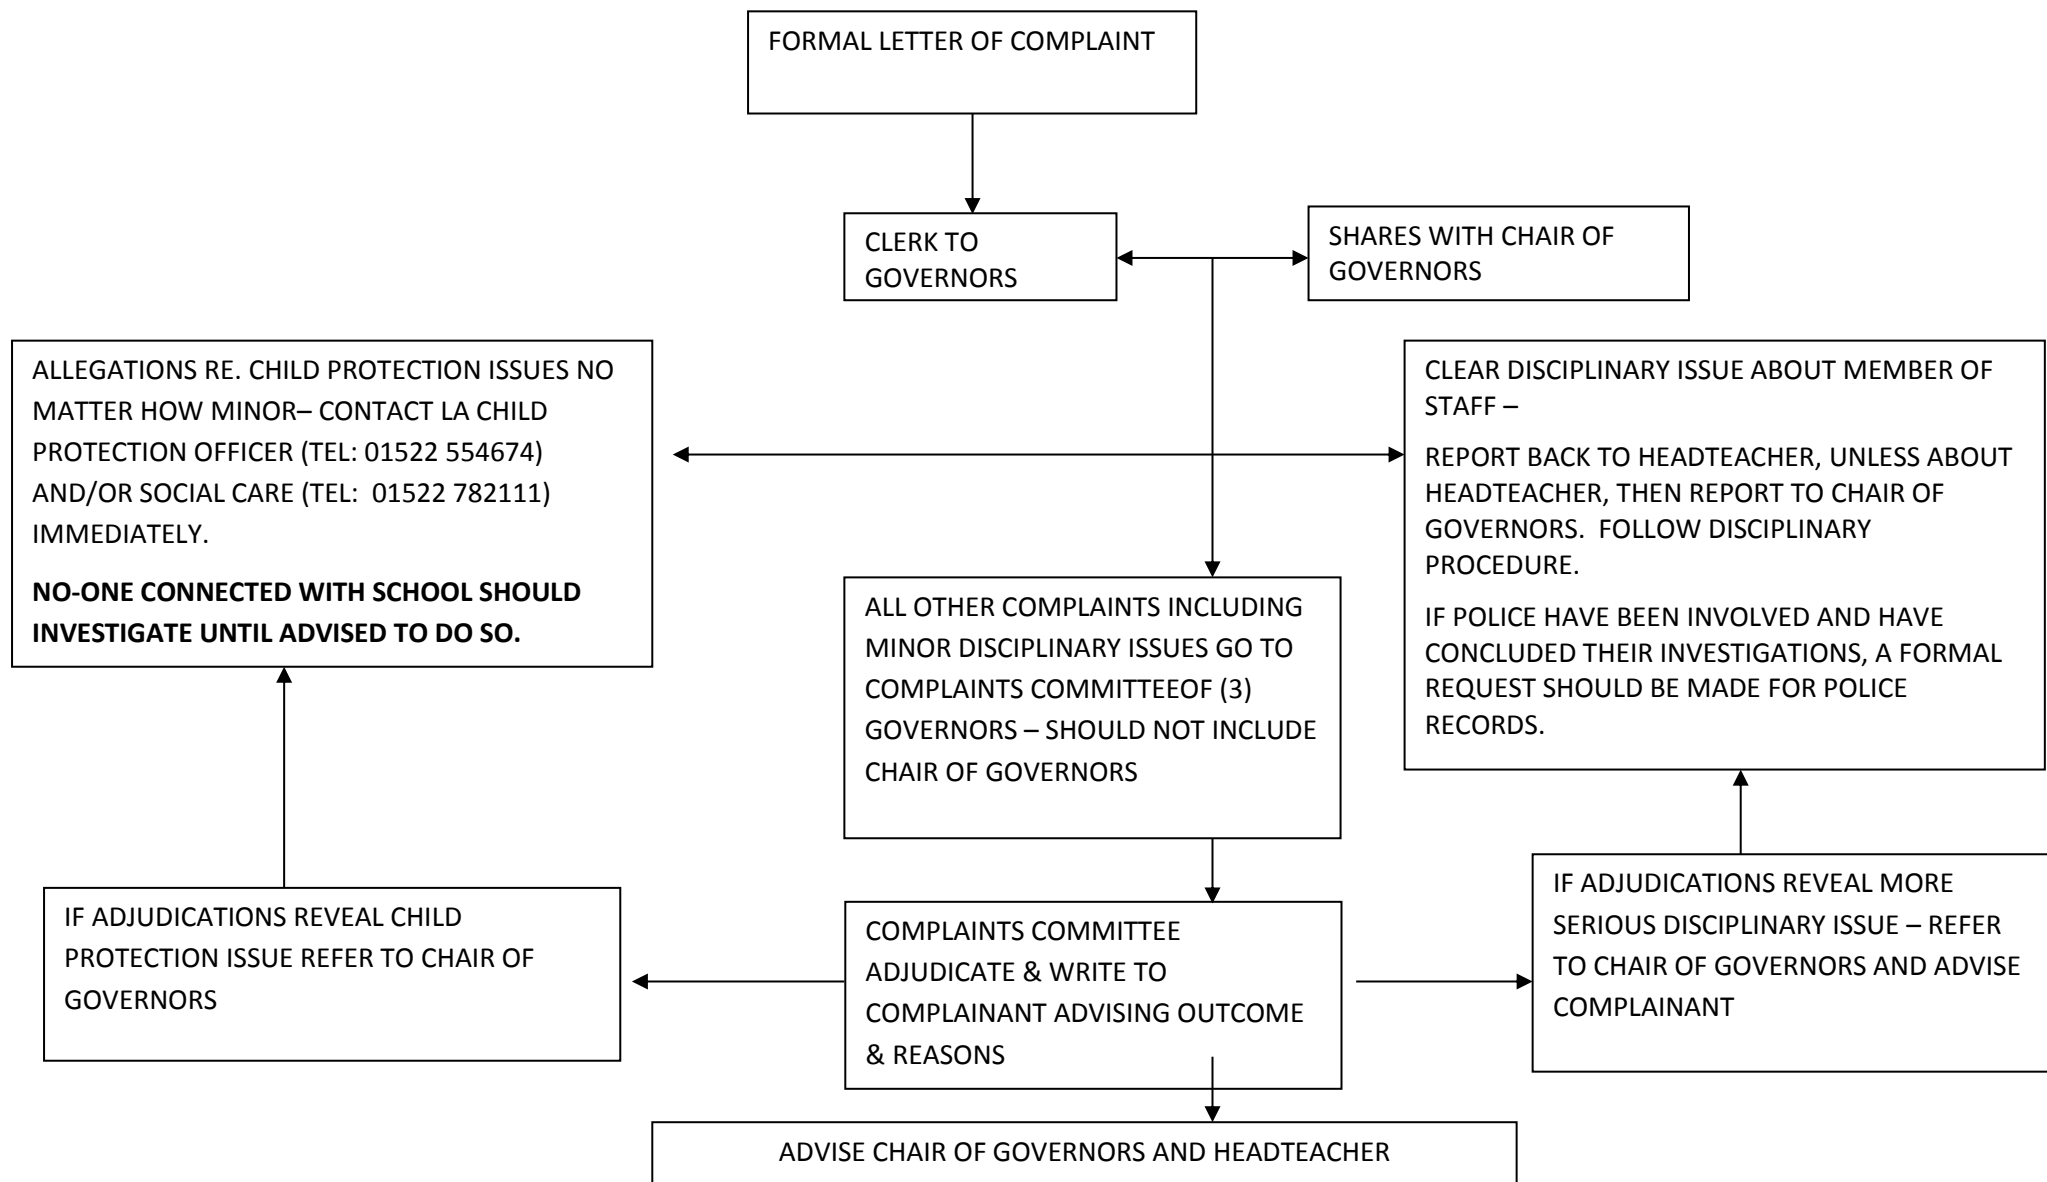 FORMAL LETTER OF COMPLAINT
CLERK TO
GOVERNORS
SHARES WITH CHAIR OF
GOVERNORS
ALLEGATIONS RE. CHILD PROTECTION ISSUES NO
MATTER HOW MINOR– CONTACT LA CHILD
PROTECTION OFFICER (TEL: 01522 554674)
AND/OR SOCIAL CARE (TEL:  01522 782111)
IMMEDIATELY.
NO-ONE CONNECTED WITH SCHOOL SHOULD
INVESTIGATE UNTIL ADVISED TO DO SO.
CLEAR DISCIPLINARY ISSUE ABOUT MEMBER OF
STAFF –
REPORT BACK TO HEADTEACHER, UNLESS ABOUT
HEADTEACHER, THEN REPORT TO CHAIR OF
GOVERNORS.  FOLLOW DISCIPLINARY
PROCEDURE.
IF POLICE HAVE BEEN INVOLVED AND HAVE
CONCLUDED THEIR INVESTIGATIONS, A FORMAL
REQUEST SHOULD BE MADE FOR POLICE
RECORDS.
ALL OTHER COMPLAINTS INCLUDING
MINOR DISCIPLINARY ISSUES GO TO
COMPLAINTS COMMITTEEOF (3)
GOVERNORS – SHOULD NOT INCLUDE
CHAIR OF GOVERNORS
IF ADJUDICATIONS REVEAL CHILD
PROTECTION ISSUE REFER TO CHAIR OF
GOVERNORS
COMPLAINTS COMMITTEE
ADJUDICATE & WRITE TO
COMPLAINANT ADVISING OUTCOME
& REASONS
IF ADJUDICATIONS REVEAL MORE
SERIOUS DISCIPLINARY ISSUE – REFER
TO CHAIR OF GOVERNORS AND ADVISE
COMPLAINANT
ADVISE CHAIR OF GOVERNORS AND HEADTEACHER